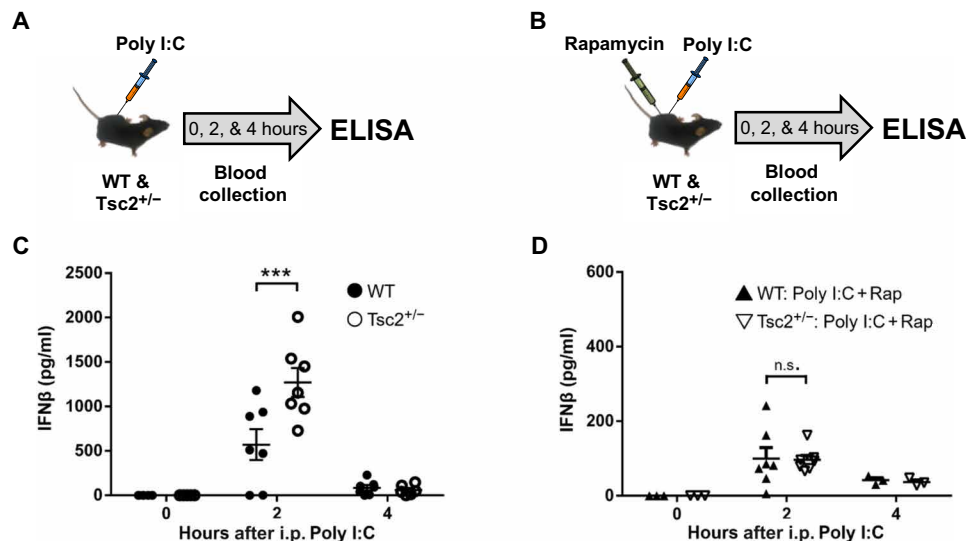 A
Poly I:C
0, 2, & 4 hours
ELISA
WT &
Tsc2+/−
Blood
collection
B
Rapamycin Poly I:C
0, 2, & 4 hours
ELISA
WT &
Tsc2+/−
Blood
collection
C
2500
2000
1500
1000
500
0
IFNβ (pg/ml)
***
WT
Tsc2+/−
0 2 4
Hours after i.p. Poly I:C
D
600
400
200
0
IFNβ (pg/ml)
WT: Poly I:C + Rap
Tsc2+/−: Poly I:C + Rap
n.s.
0 2 4
Hours after i.p. Poly I:C